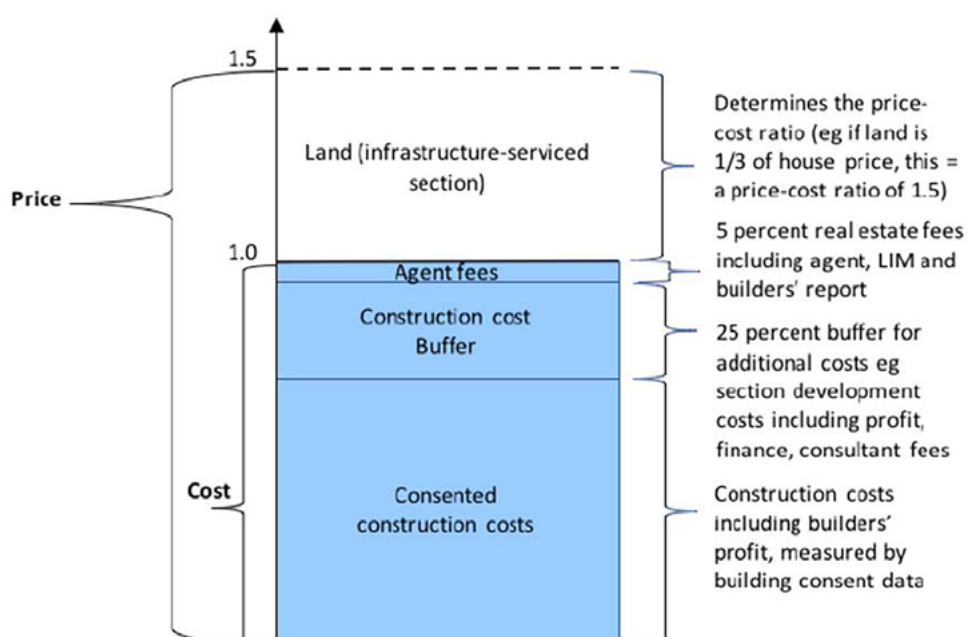 1.5
Land (infrastructure-serviced
section)
Price
1.0
Agent fees
Construction cost
Buffer
Cost
Consented
construction costs
Determines the price-
cost ratio (eg if land is
1/3 of house price, this =
a price-cost ratio of 1.5)
5 percent real estate fees
including agent, LIM and
builders' report
25 percent buffer for
additional costs eg
section development
costs including profit,
finance, consultant fees
Construction costs
including builders'
profit, measured by
building consent data